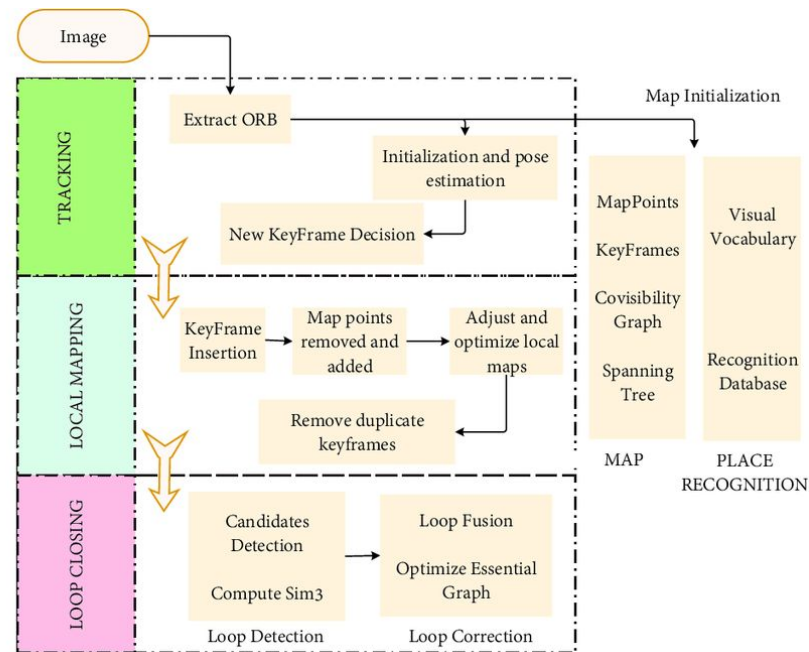 Image
TRACKING
Extract ORB
Initialization and pose
estimation
New KeyFrame Decision
Map Initialization
MapPoints
KeyFrames
Covisibility
Graph
Spanning
Tree
MAP
Visual
Vocabulary
Recognition
Database
PLACE
RECOGNITION
LOCAL MAPPING
KeyFrame
Insertion
Map points
removed and
added
Adjust and
optimize local
maps
Remove duplicate
keyframes
LOOP CLOSING
Candidates
Detection
Compute Sim3
Loop Detection
Loop Fusion
Optimize Essential
Graph
Loop Correction